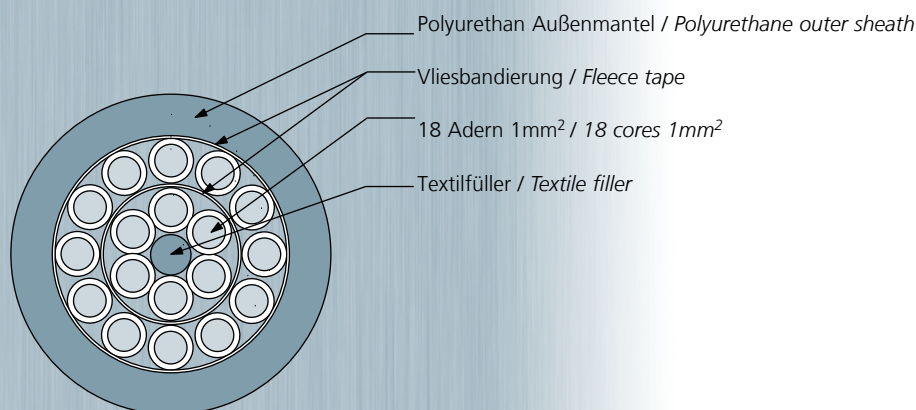 Polyurethan Außenmantel / Polyurethane outer sheath
Vliesbandierung / Fleece tape
18 Adern 1mm² / 18 cores 1mm²
Textilfüller / Textile filler